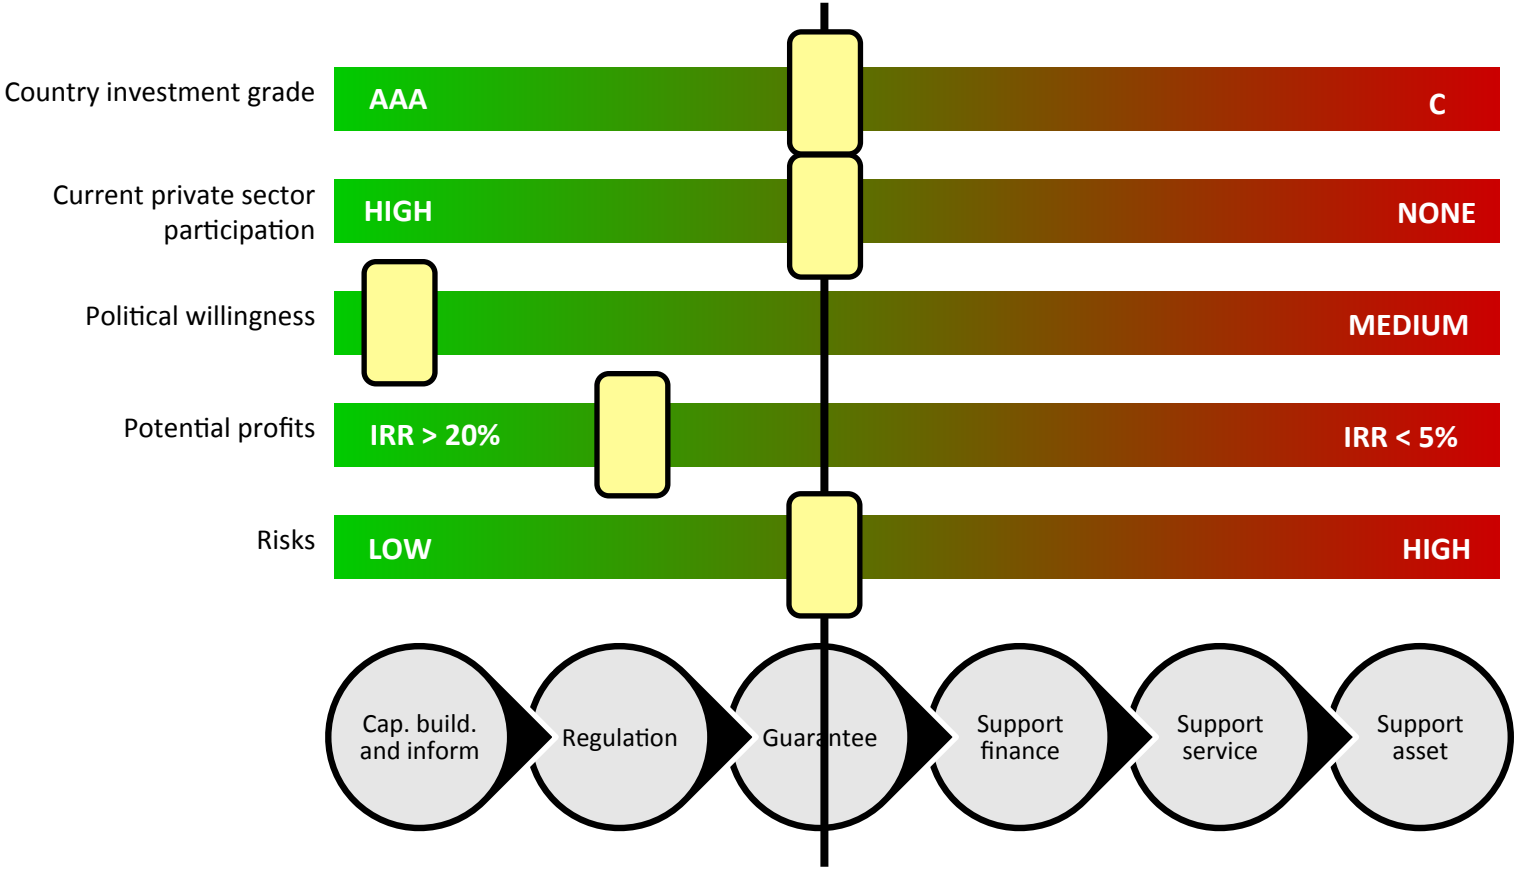 Country investment grade
AAA
C
Current private sector
participation
HIGH
NONE
Political willingness
MEDIUM
Potential profits
IRR > 20%
IRR < 5%
Risks
LOW
HIGH
Cap. build.
and inform
Regulation
Guarantee
Support
finance
Support
service
Support
asset